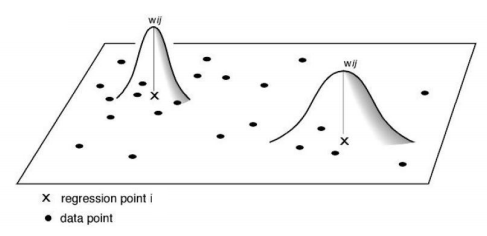 wij
wij
x
x
x regression point i
● data point